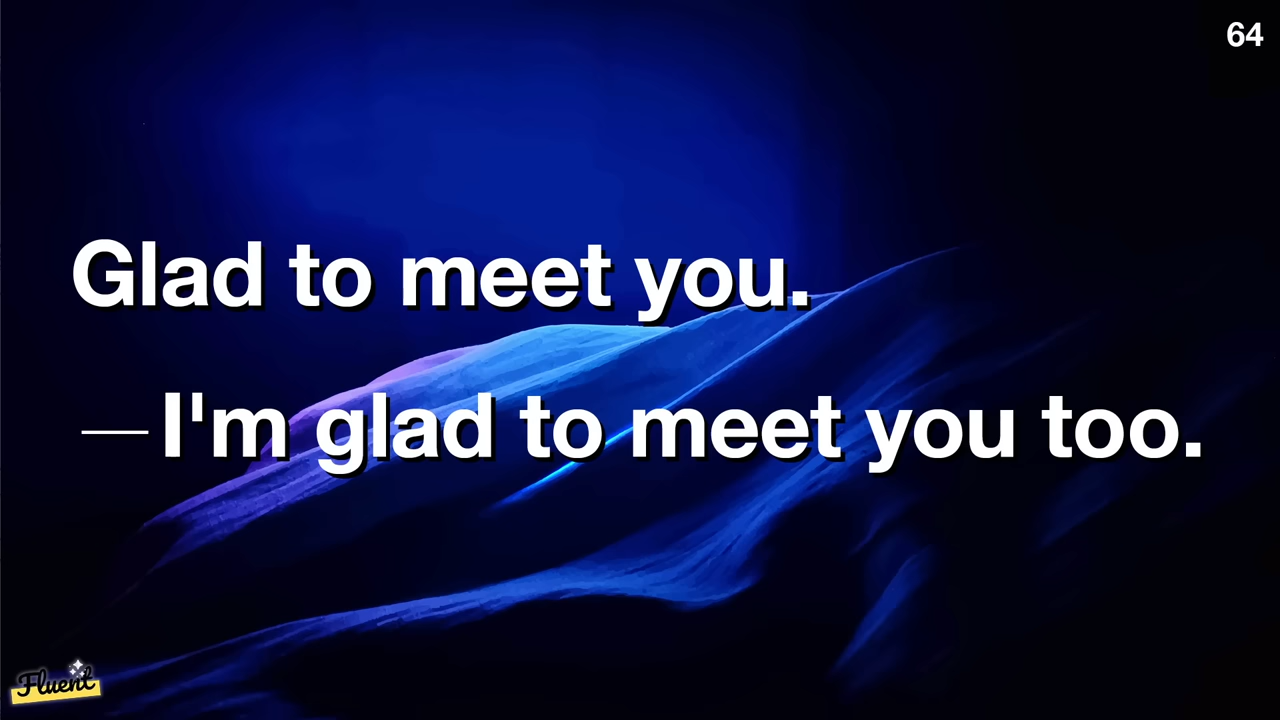 64
Glad to meet you.
— I'm glad to meet you too.
Fluent